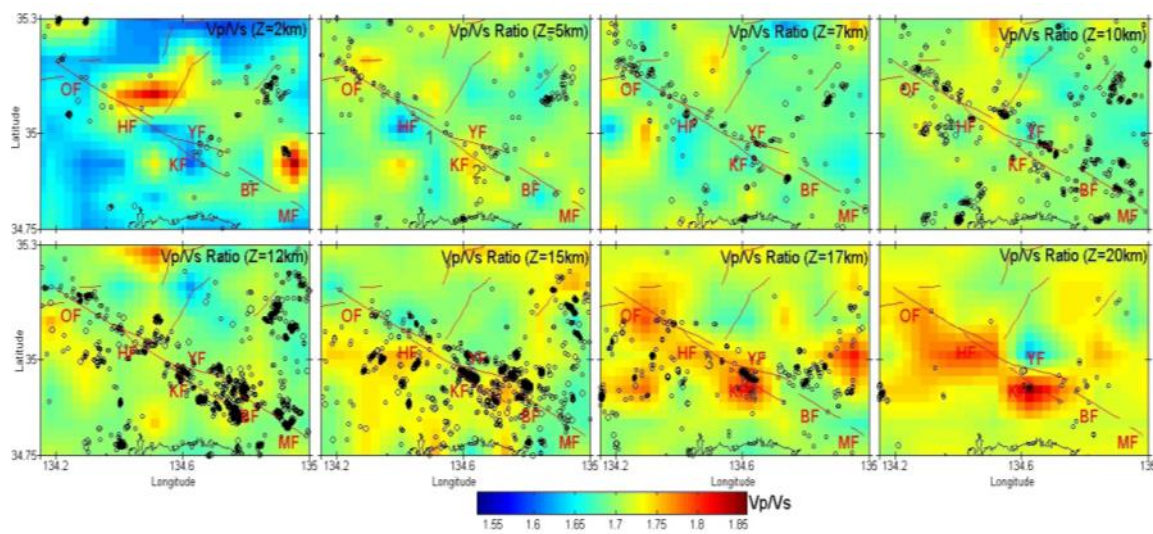 35.3
Vp/Vs (Z=2km)
OF
HF
YF
KF
BF
MF
Latitude
35
34.75
Vp/Vs Ratio (Z=5km)
OF
HF
1
YF
KF
2
BF
MF
Vp/Vs Ratio (Z=7km)
OF
HF
YF
KF
BF
MF
Vp/Vs Ratio (Z=10km)
OF
HF
YF
KF
BF
MF
35.3
Vp/Vs Ratio (Z=12km)
OF
HF
YF
KF
BF
MF
Latitude
35
34.75
134.2
134.6
Longitude
Vp/Vs Ratio (Z=15km)
OF
HF
YF
KF
BF
MF
134.2
134.6
Longitude
Vp/Vs Ratio (Z=17km)
OF
HF
YF
KF
BF
MF
134.2
134.6
Longitude
Vp/Vs Ratio (Z=20km)
OF
HF
YF
BF
MF
134.2
134.6
Longitude
Vp/Vs
1.55 1.6 1.65 1.7 1.75 1.8 1.85